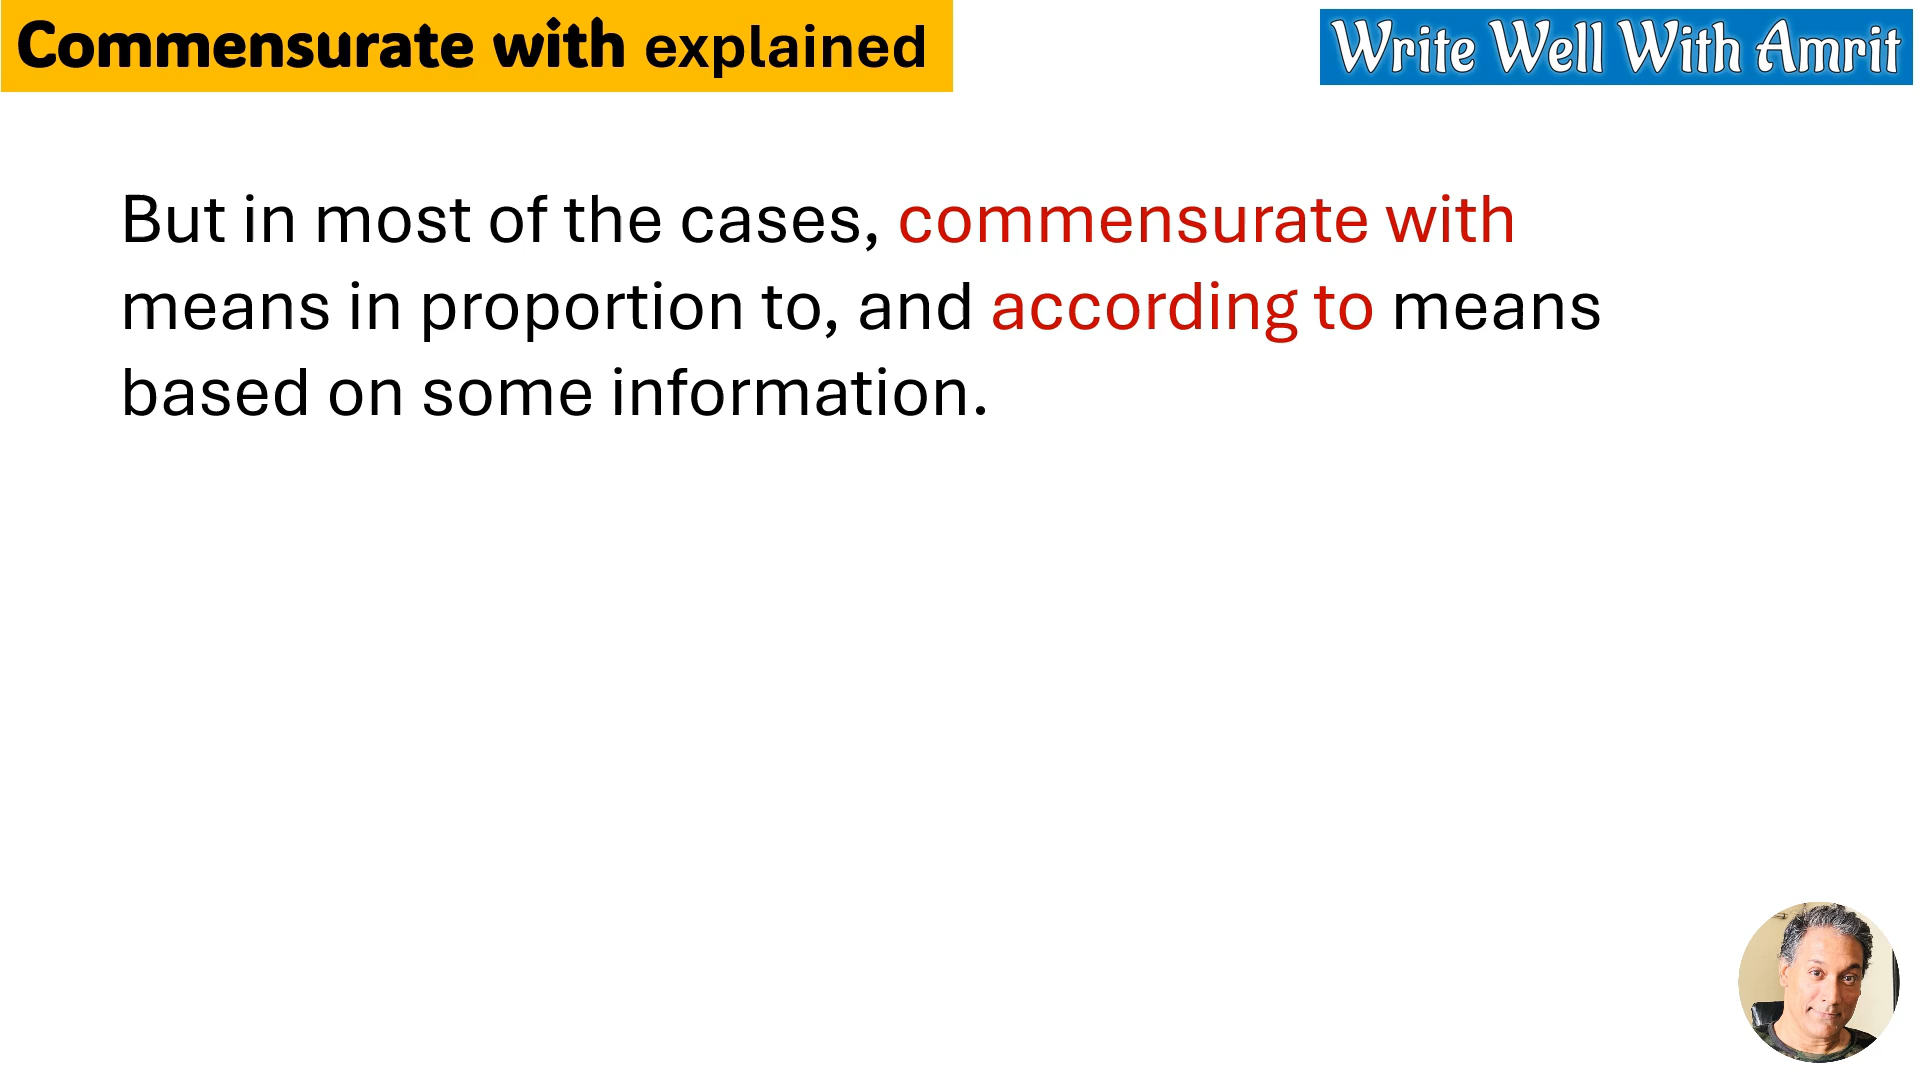 Commensurate with explained
Write Well With Amrit
But in most of the cases, commensurate with
means in proportion to, and according to means
based on some information.